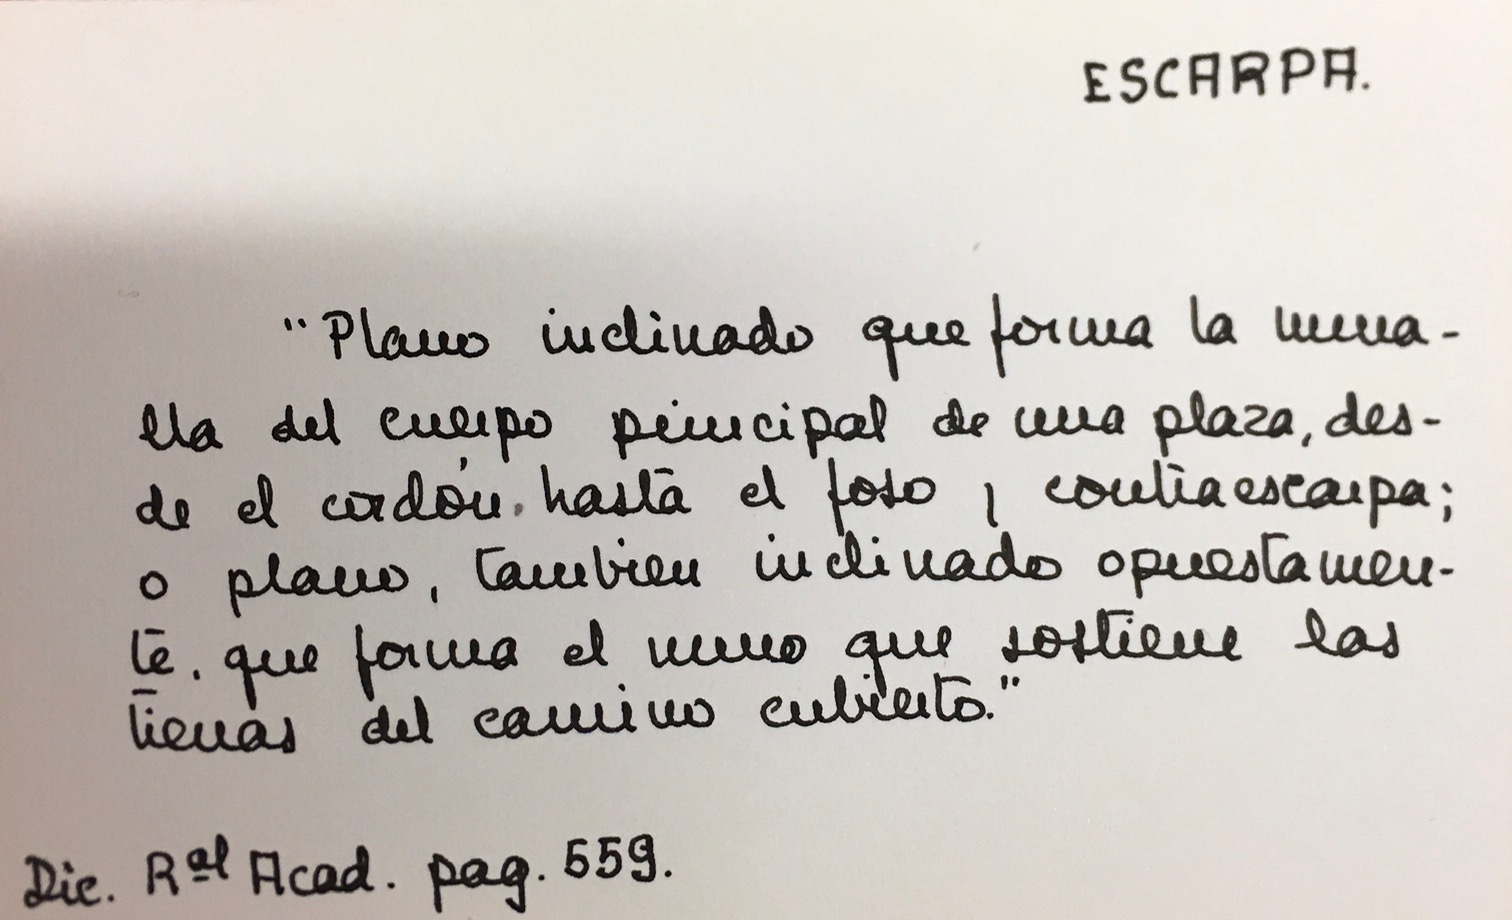 ESCARPA.
"Plano inclinado que forma la mura-
lla del cuerpo principal de una plaza, des-
de el cordón. hasta el foso y contraescarpa;
o plano, tambien inclinado opuestamen-
te. que forma el muro que sostiene las
tierras del camino cubierto."
Dic. Ral Acad. pag. 559.